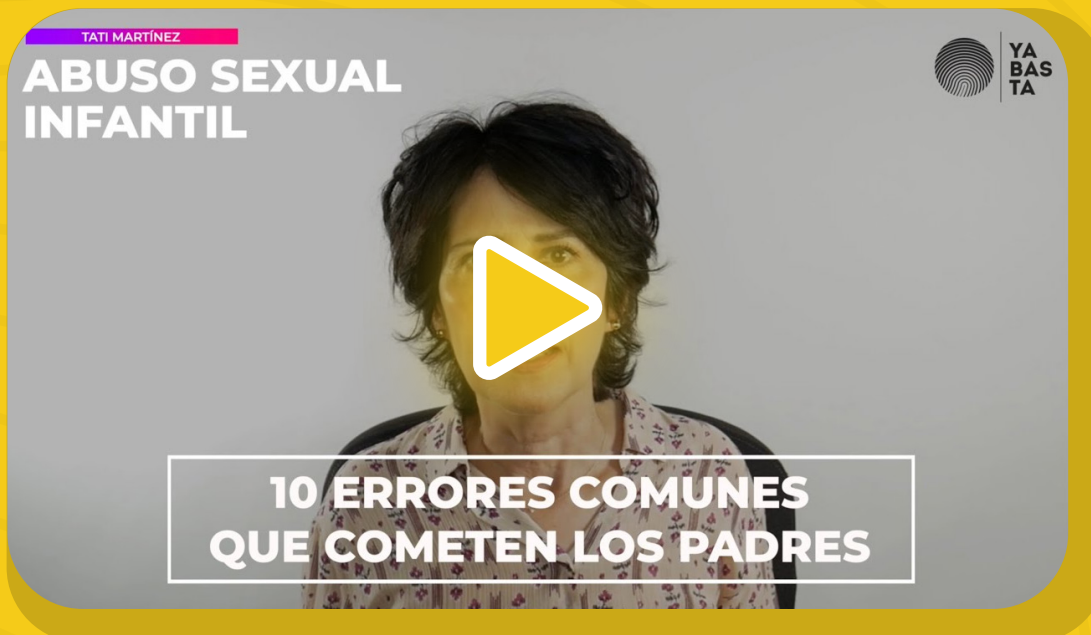 TATI MARTÍNEZ
ABUSO SEXUAL
INFANTIL
YA
BAS
TA
10 ERRORES COMUNES
QUE COMETEN LOS PADRES